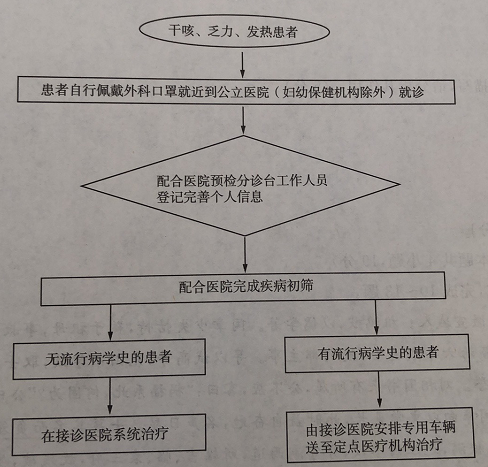 干咳、乏力、发热患者
患者自行佩戴外科口罩就近到公立医院（妇幼保健机构除外）就诊
配合医院预检分诊台工作人员
登记完善个人信息
配合医院完成疾病初筛
无流行病学史的患者
有流行病学史的患者
在接诊医院系统治疗
由接诊医院安排专用车辆
送至定点医疗机构治疗